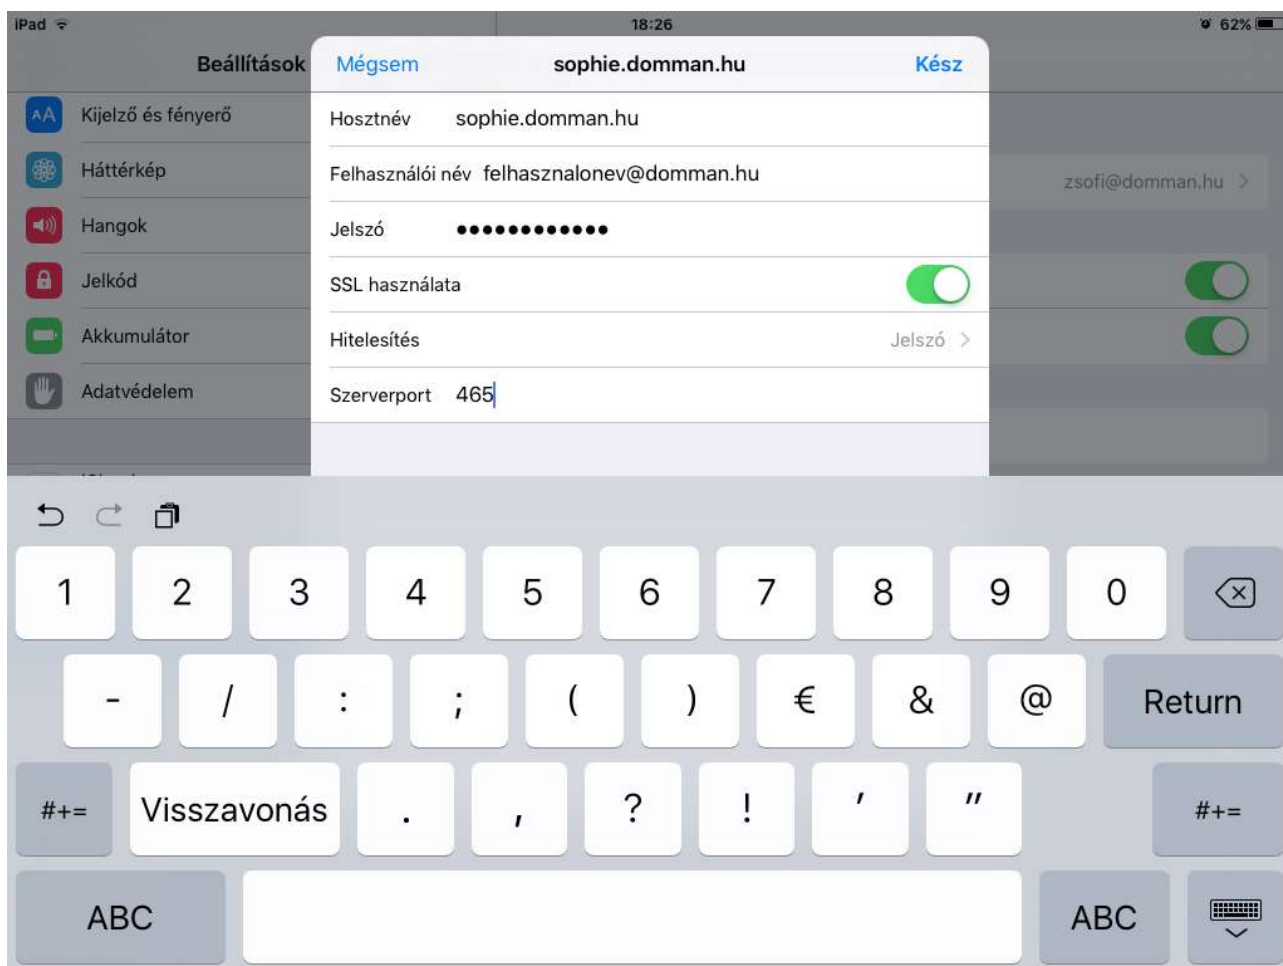 iPad 18:26 62%
Beállítások
Mégsem sophie.domman.hu Kész
Kijelző és fényerő
Háttérkép
Hangok
Jelkód
Akkumulátor
Adatvédelem
Hosztnév sophie.domman.hu
Felhasználói név felhasznalonev@domman.hu
Jelszó ••••••••••••
SSL használata
Hitelesítés Jelszó >
Szerverport 465
zsofi@domman.hu >
1 2 3 4 5 6 7 8 9 0
- / : ; ( ) € & @ Return
#+= Visszavonás . , ? ! ' " #+=
ABC ABC